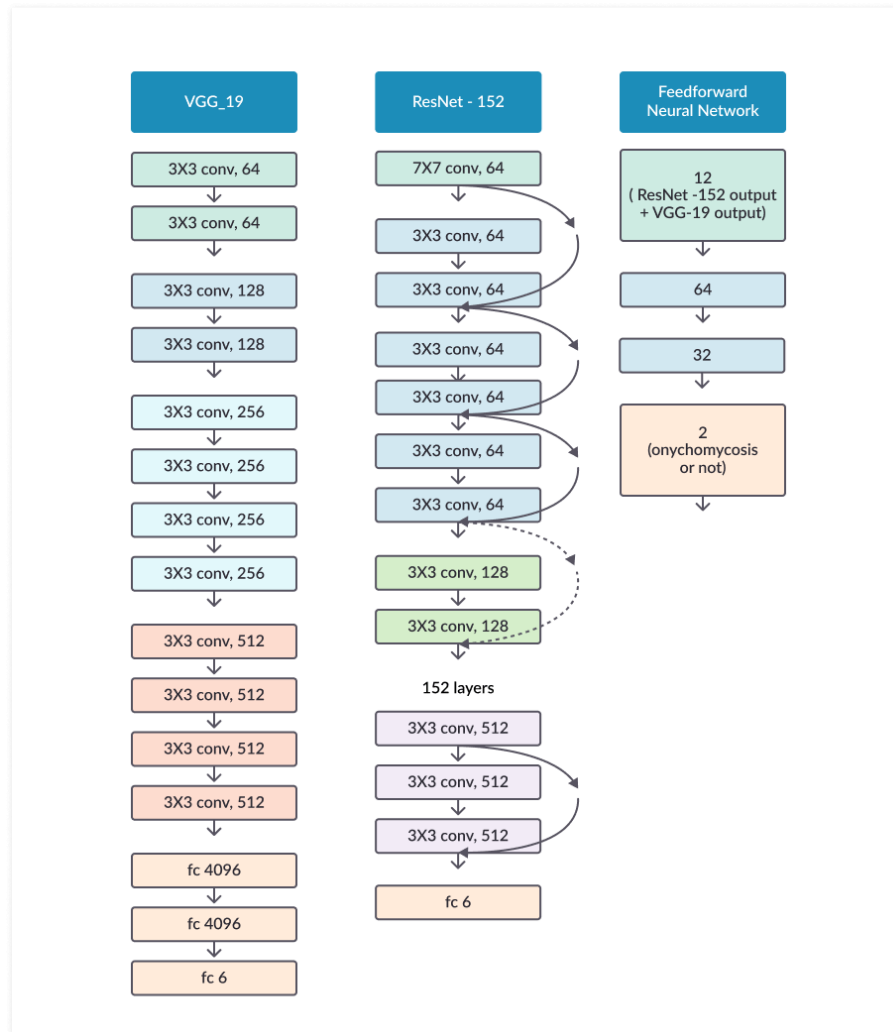 VGG_19
3X3 conv, 64
3X3 conv, 64
3X3 conv, 128
3X3 conv, 128
3X3 conv, 256
3X3 conv, 256
3X3 conv, 256
3X3 conv, 256
3X3 conv, 512
3X3 conv, 512
3X3 conv, 512
3X3 conv, 512
fc 4096
fc 4096
fc 6
ResNet - 152
7X7 conv, 64
3X3 conv, 64
3X3 conv, 64
3X3 conv, 64
3X3 conv, 64
3X3 conv, 64
3X3 conv, 64
3X3 conv, 128
3X3 conv, 128
152 layers
3X3 conv, 512
3X3 conv, 512
3X3 conv, 512
fc 6
Feedforward
Neural Network
12
( ResNet -152 output
+ VGG-19 output)
64
32
2
(onychomycosis
or not)